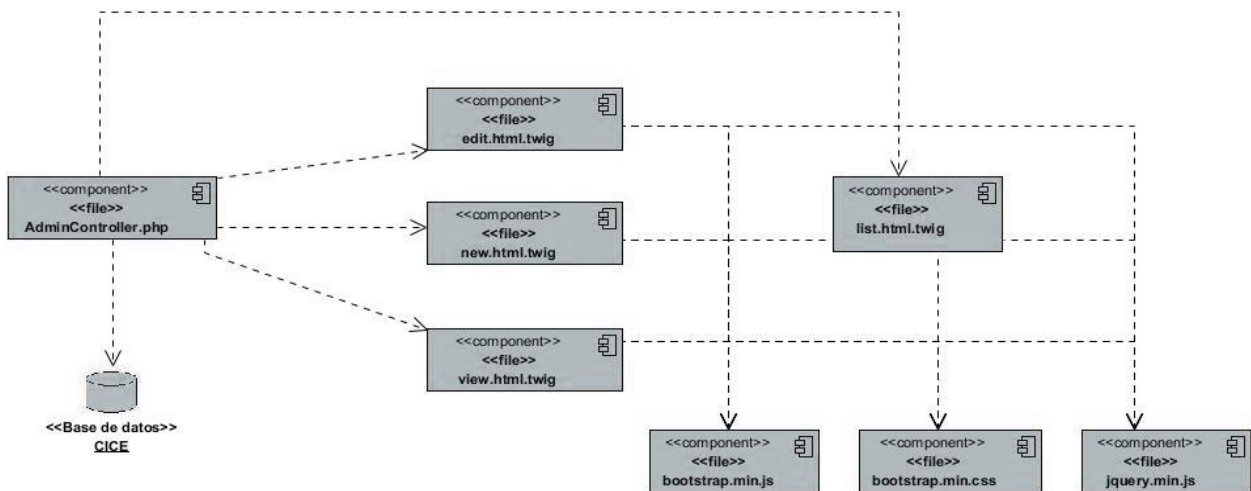 <<component>>
<<file>>
edit.html.twig
<<component>>
<<file>>
AdminController.php
<<component>>
<<file>>
list.html.twig
<<component>>
<<file>>
new.html.twig
<<component>>
<<file>>
view.html.twig
<<Base de datos>>
CICE
<<component>>
<<file>>
bootstrap.min.js
<<component>>
<<file>>
bootstrap.min.css
<<component>>
<<file>>
jquery.min.js